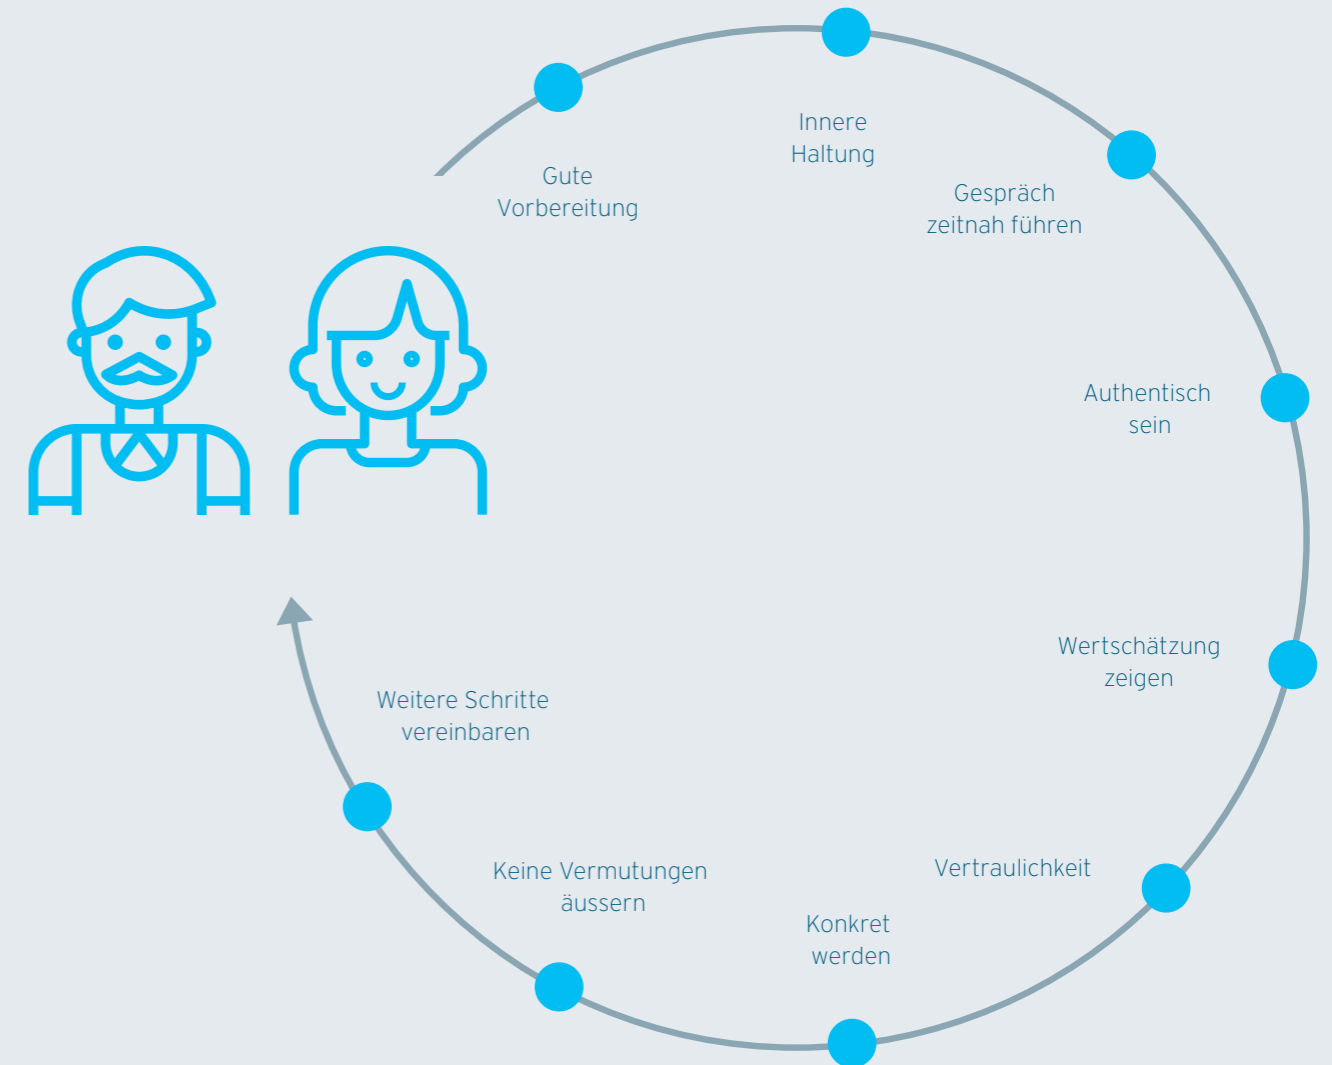 Gute
Vorbereitung
Innere
Haltung
Gespräch
zeitnah führen
Authentisch
sein
Wertschätzung
zeigen
Vertraulichkeit
Konkret
werden
Keine Vermutungen
äussern
Weitere Schritte
vereinbaren